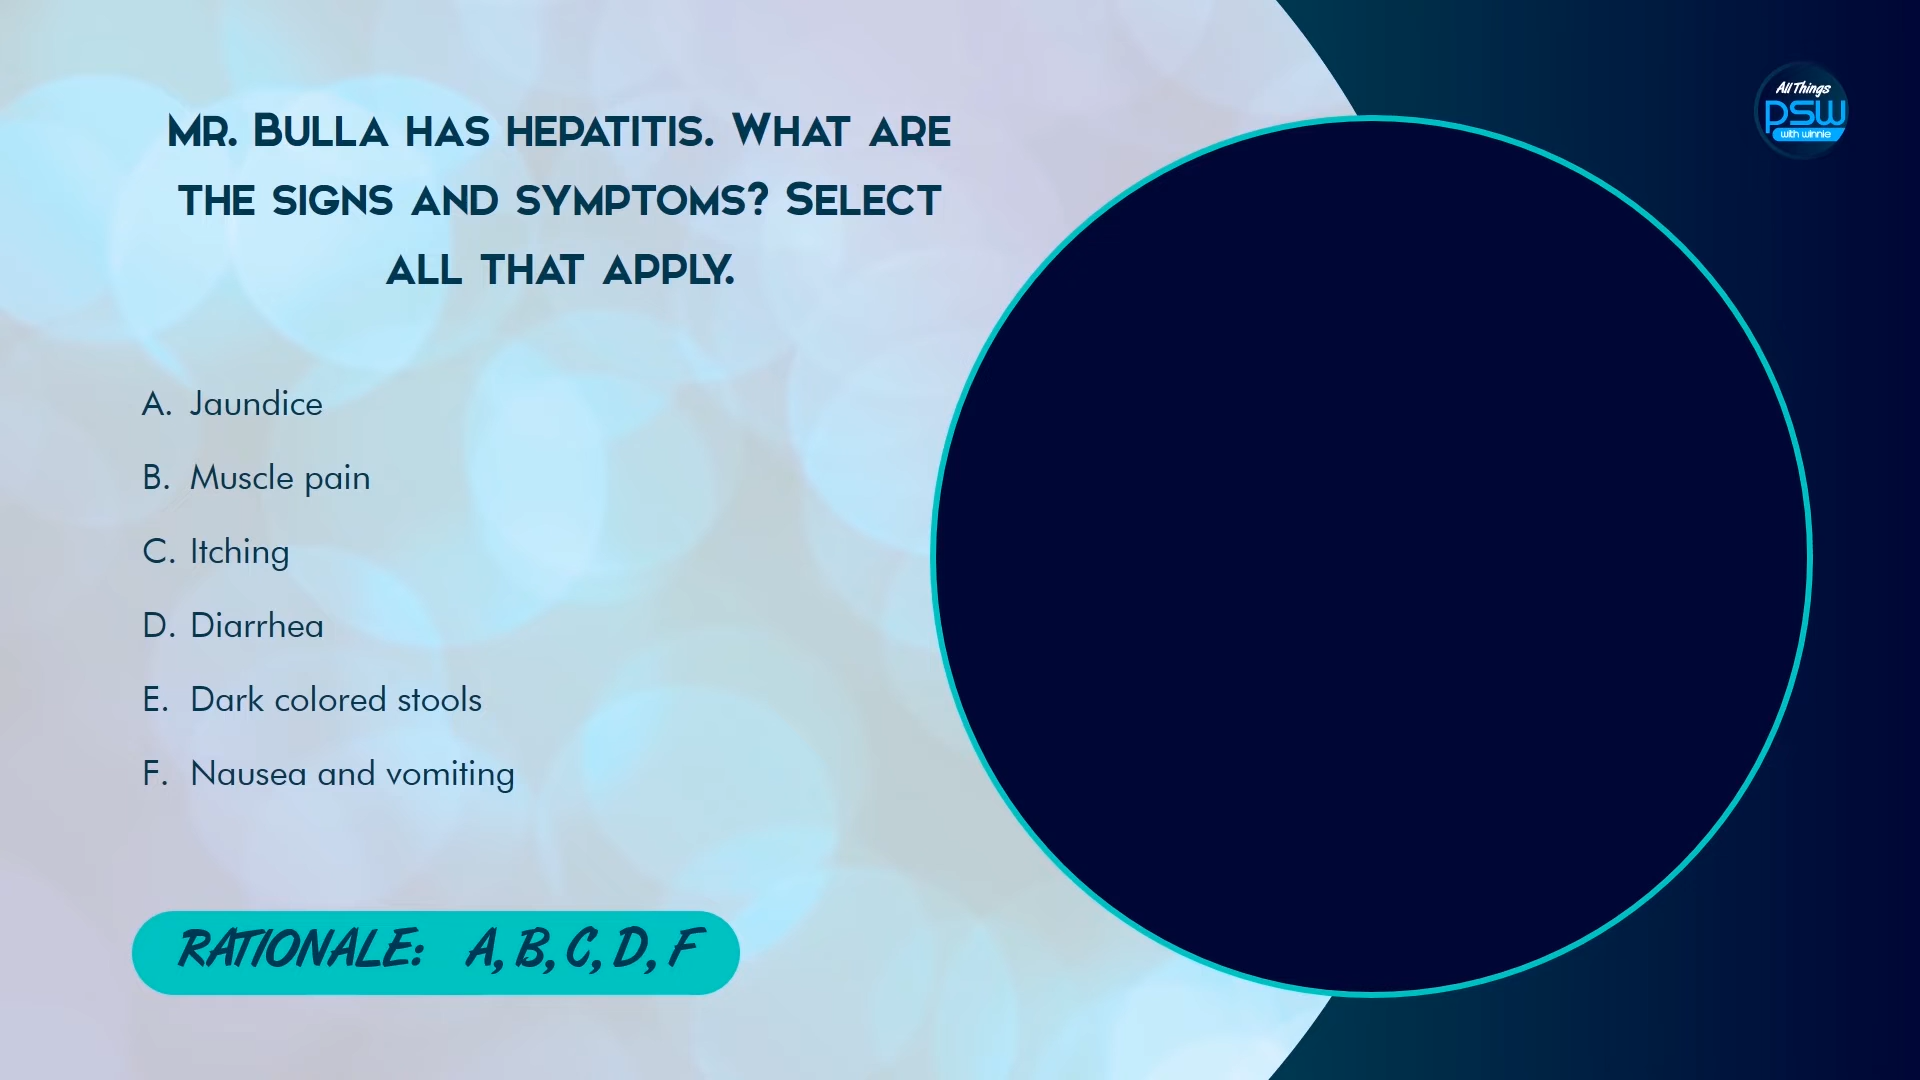 Mr. Bulla has hepatitis. What are
the signs and symptoms? Select
all that apply.
A. Jaundice
B. Muscle pain
C. Itching
D. Diarrhea
E. Dark colored stools
F. Nausea and vomiting
RATIONALE: A, B, C, D, F
All Things
PSW
with winnie